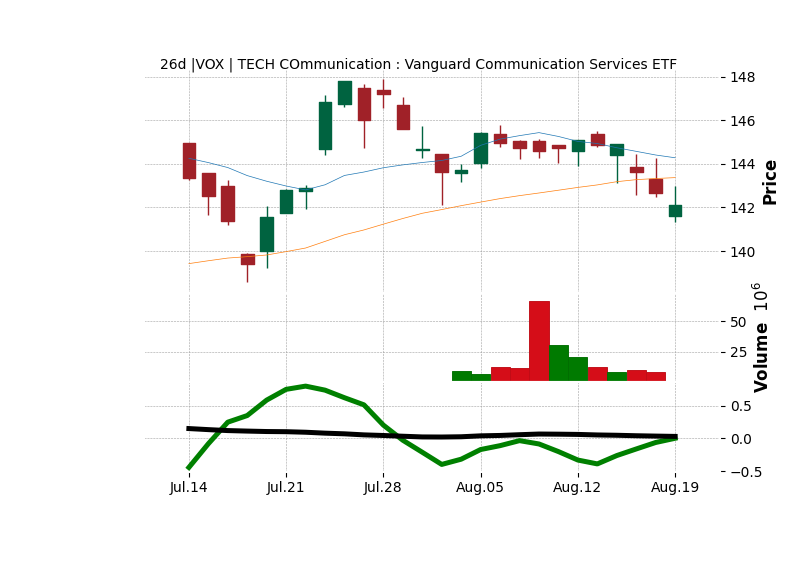 26d |VOX | TECH COmmunication : Vanguard Communication Services ETF
148
146
144
142
140
Price
50
25
Volume 10^6
0.5
0.0
−0.5
Jul.14 Jul.21 Jul.28 Aug.05 Aug.12 Aug.19